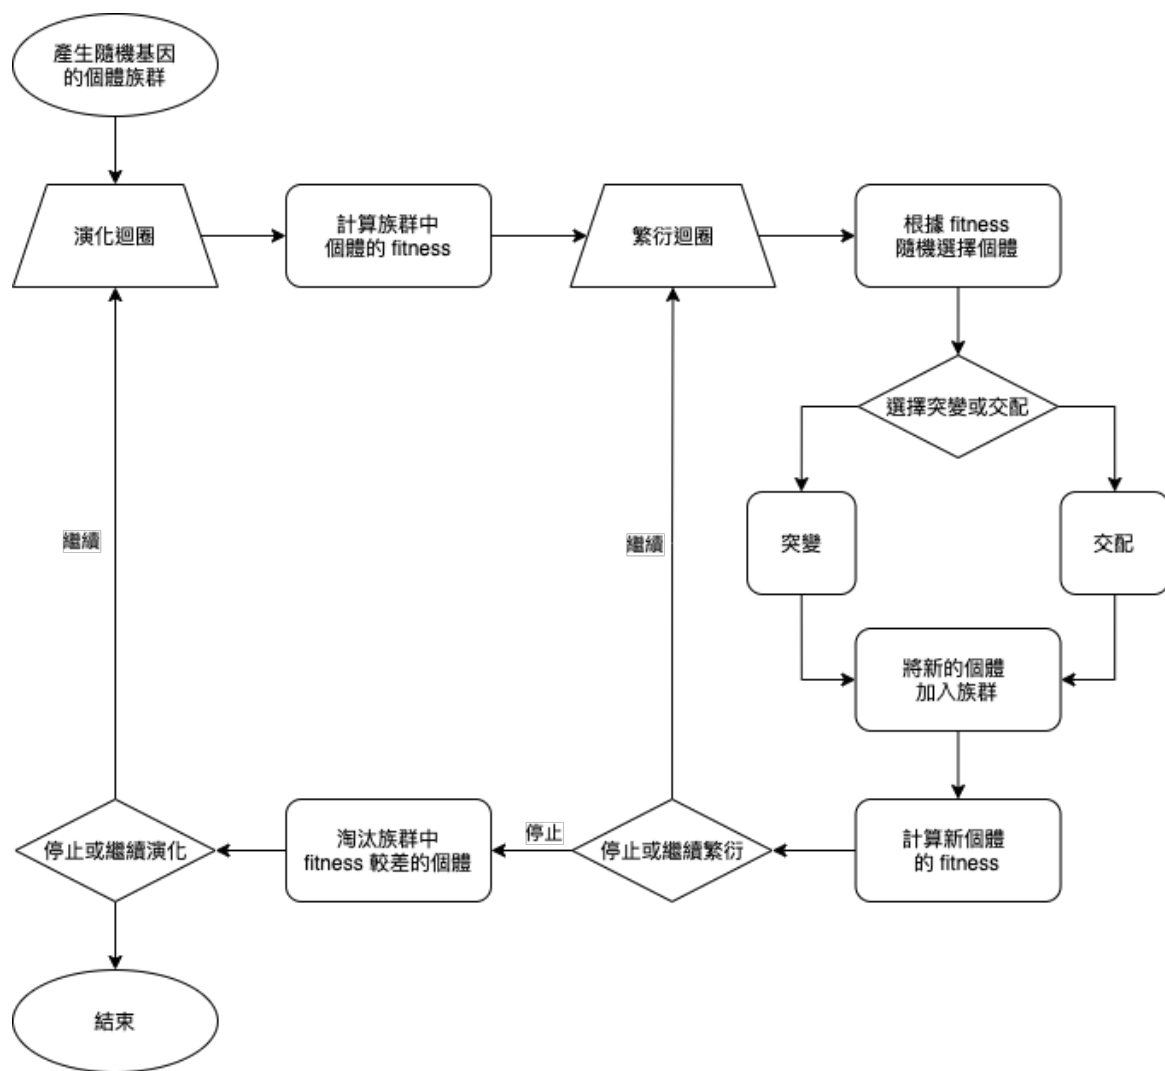 產生隨機基因
的個體族群
演化迴圈
計算族群中
個體的 fitness
繁衍迴圈
根據 fitness
隨機選擇個體
選擇突變或交配
突變
交配
繼續
繼續
將新的個體
加入族群
計算新個體
的 fitness
停止或繼續繁衍
停止
淘汰族群中
fitness 較差的個體
停止或繼續演化
結束